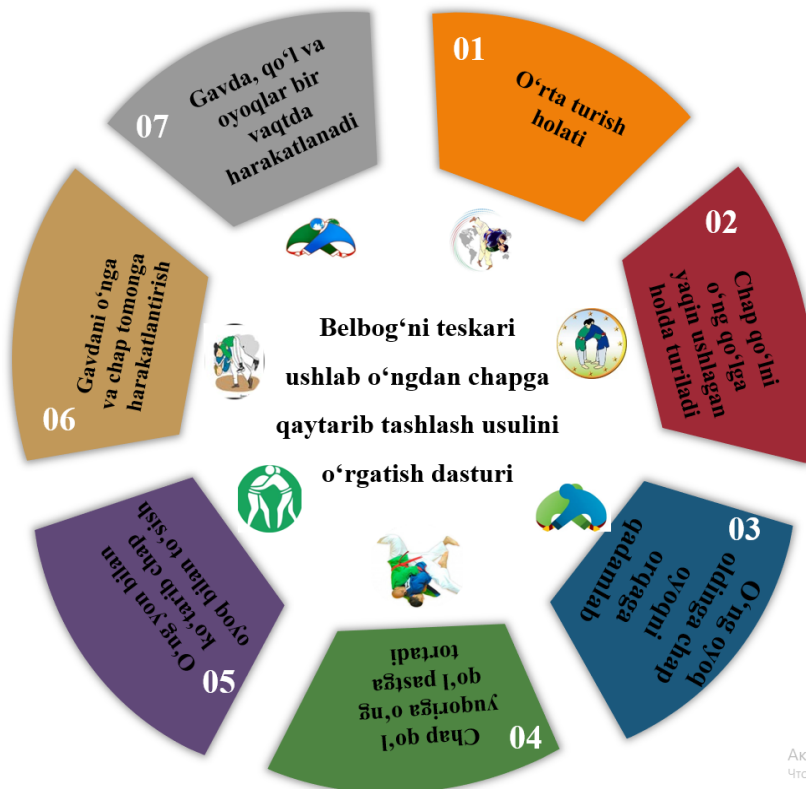 01
O‘rta turish
holati
02
Chap qo‘lni
o‘ng qo‘lga
yaqin ushlagan
holda turiladi
03
O‘ng oyoq
oldinga chap
oyoqni
orqaga
qadamlab
04
Chap qo‘l
yuqoriga o‘ng
qo‘l pastga
tortadi
05
O‘ng yon bilan
ko‘tarib chap
oyoq bilan to‘sish
06
Gavdani o‘nga
va chap tomonga
harakatlantirish
07
Gavda, qo‘l va
oyoqlar bir
vaqtda
harakatlanadi
Belbog‘ni teskari
ushlab o‘ngdan chapga
qaytarib tashlash usulini
o‘rgatish dasturi